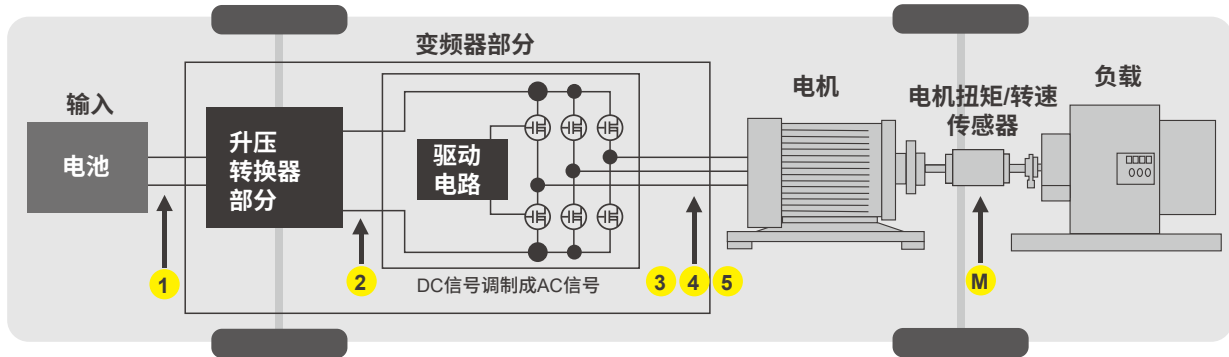 变频器部分
输入
电池
升压
转换器
部分
驱动
电路
电机
电机扭矩/转速
传感器
负载
1
2
DC信号调制成AC信号
3
4
5
M